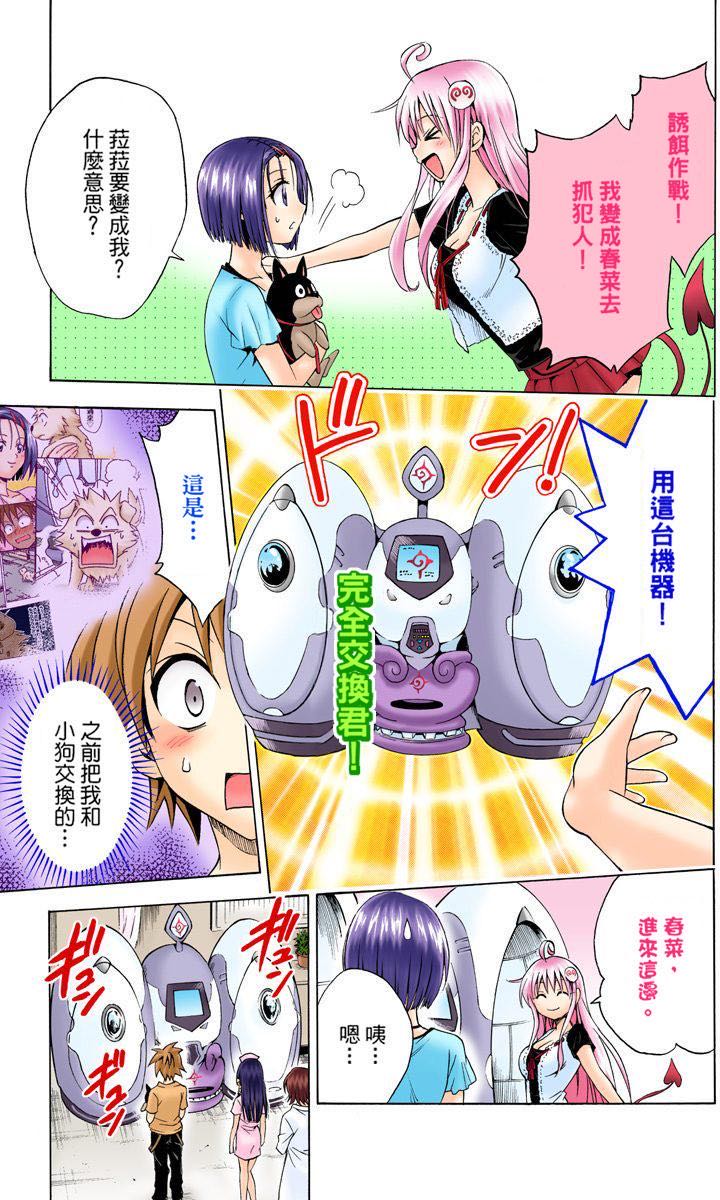 誘餌作戰！
我變成春菜去
抓犯人！
菈菈要變成我？
什麼意思？
用這台機器！
ドン!
完全交換君！
這是…
之前把我和
小狗交換的…
春菜，
進來這邊。
咦
嗯…
ギュン
ギュン